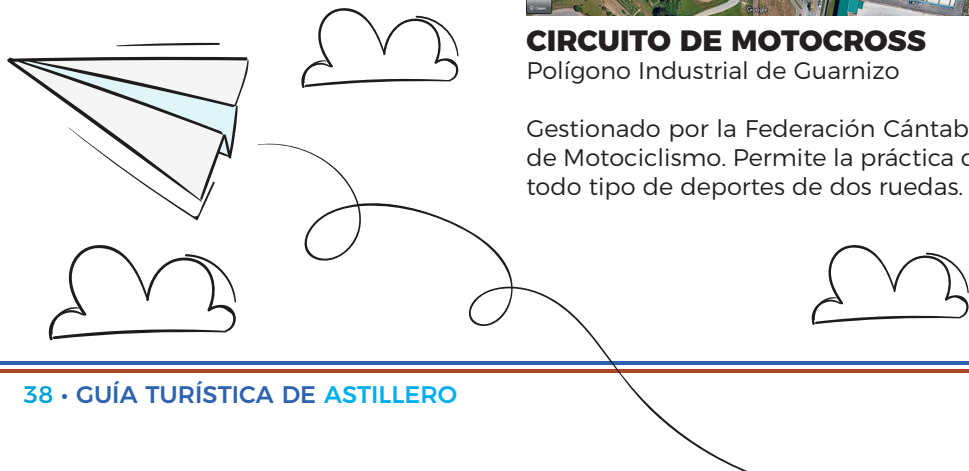 Google
CIRCUITO DE MOTOCROSS
Polígono Industrial de Guarnizo
Gestionado por la Federación Cántab
de Motociclismo. Permite la práctica
todo tipo de deportes de dos ruedas.
38 • GUÍA TURÍSTICA DE ASTILLERO